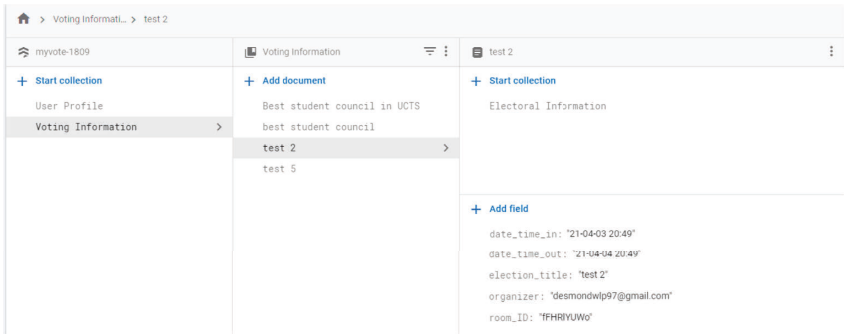 Voting Informati... > test 2
myvote-1809
Voting Information
test 2
+ Start collection
User Profile
Voting Information
+ Add document
Best student council in UCTS
best student council
test 2
test 5
+ Start collection
Electoral Information
+ Add field
date_time_in: "21-04-03 20:49"
date_time_out: "21-04-04 20:49"
election_title: "test 2"
organizer: "desmondwlp97@gmail.com"
room_ID: "fFHRlYUWo"